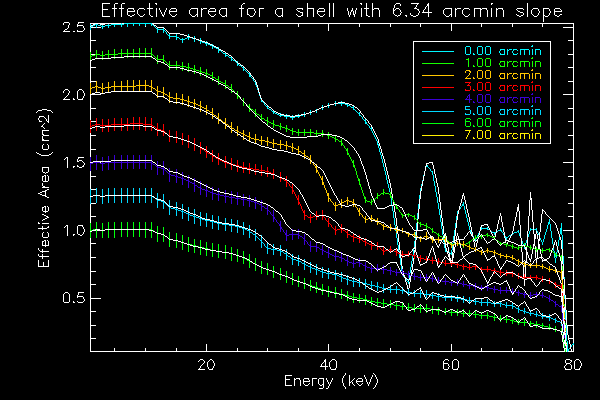 Effective area for a shell with 6.34 arcmin slope
2.5
2.0
1.5
1.0
0.5
Effective Area (cm^2)
0.00 arcmin
1.00 arcmin
2.00 arcmin
3.00 arcmin
4.00 arcmin
5.00 arcmin
6.00 arcmin
7.00 arcmin
20 40 60 80
Energy (keV)